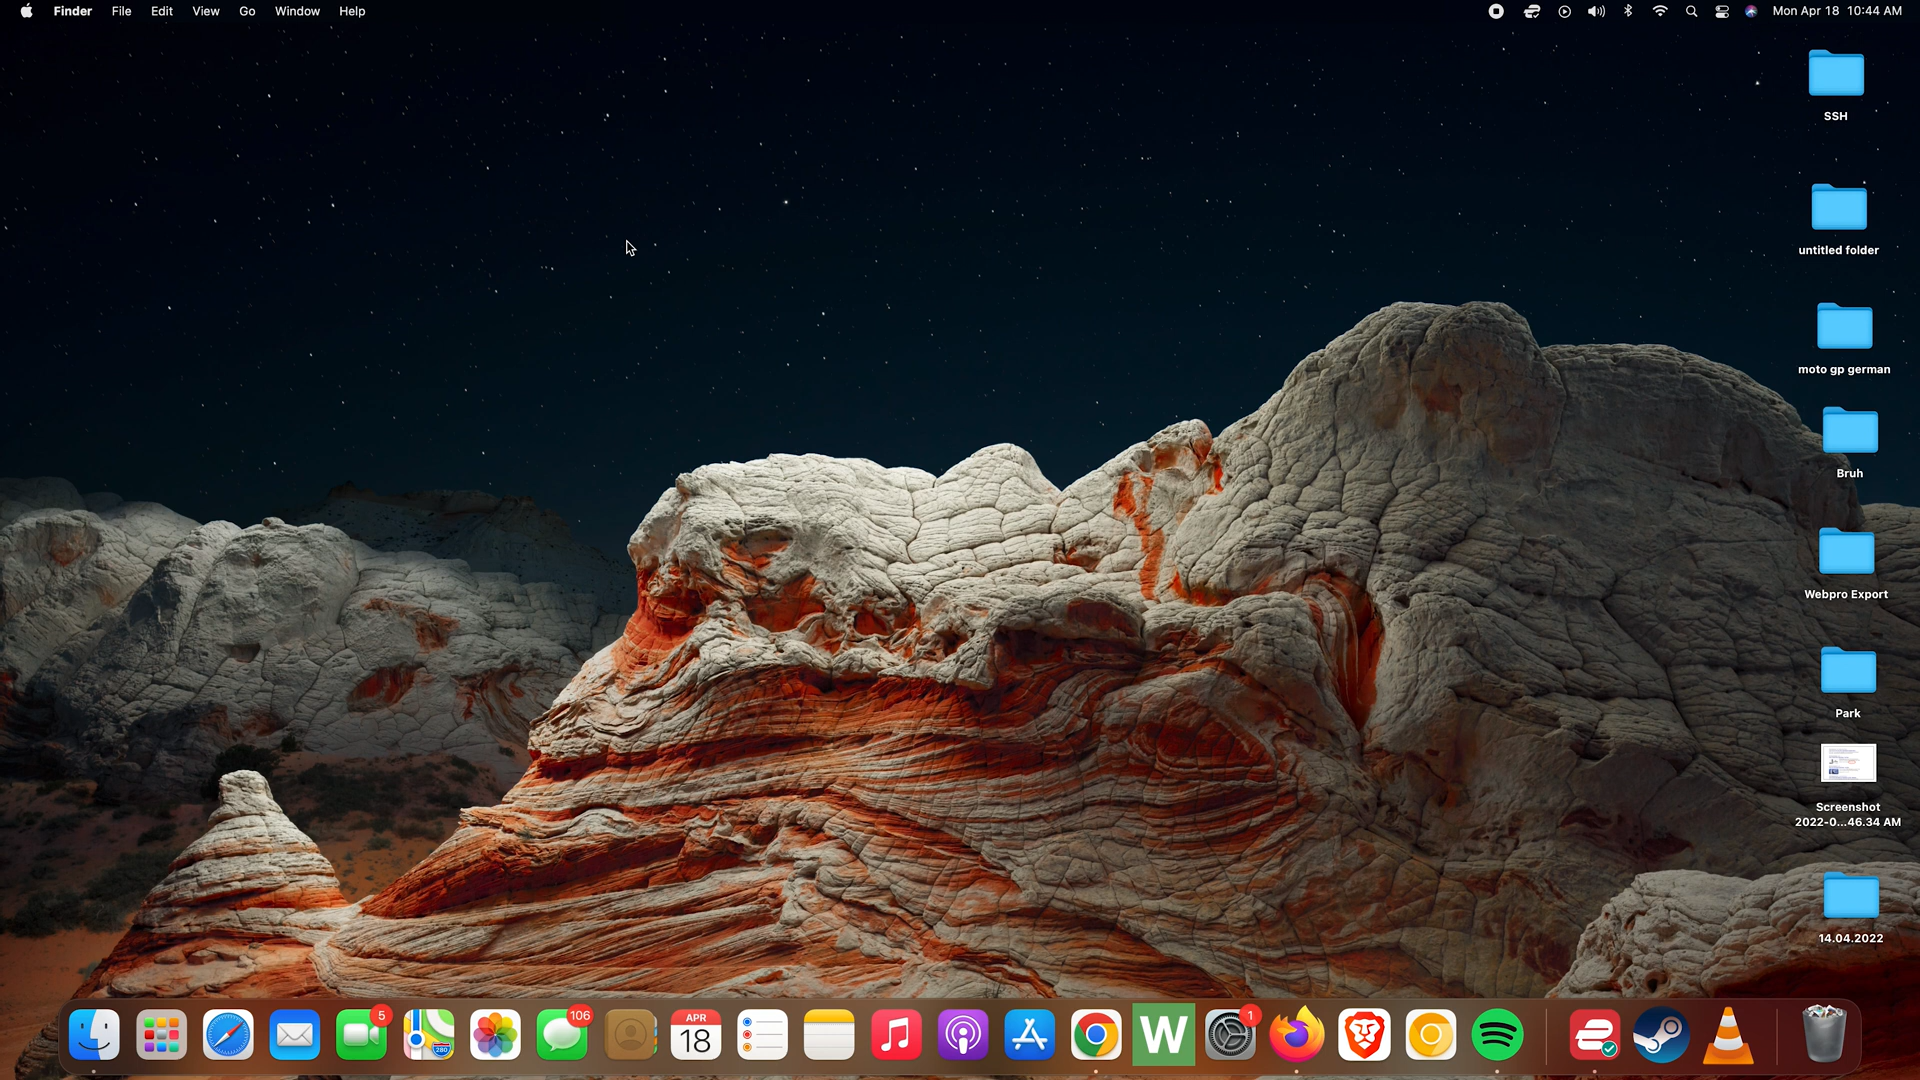 Finder File Edit View Go Window Help
Mon Apr 18 10:44 AM
SSH
untitled folder
moto gp german
Bruh
Webpro Export
Park
Screenshot
2022-0...46.34 AM
14.04.2022
5
280
106
APR
18
W
1